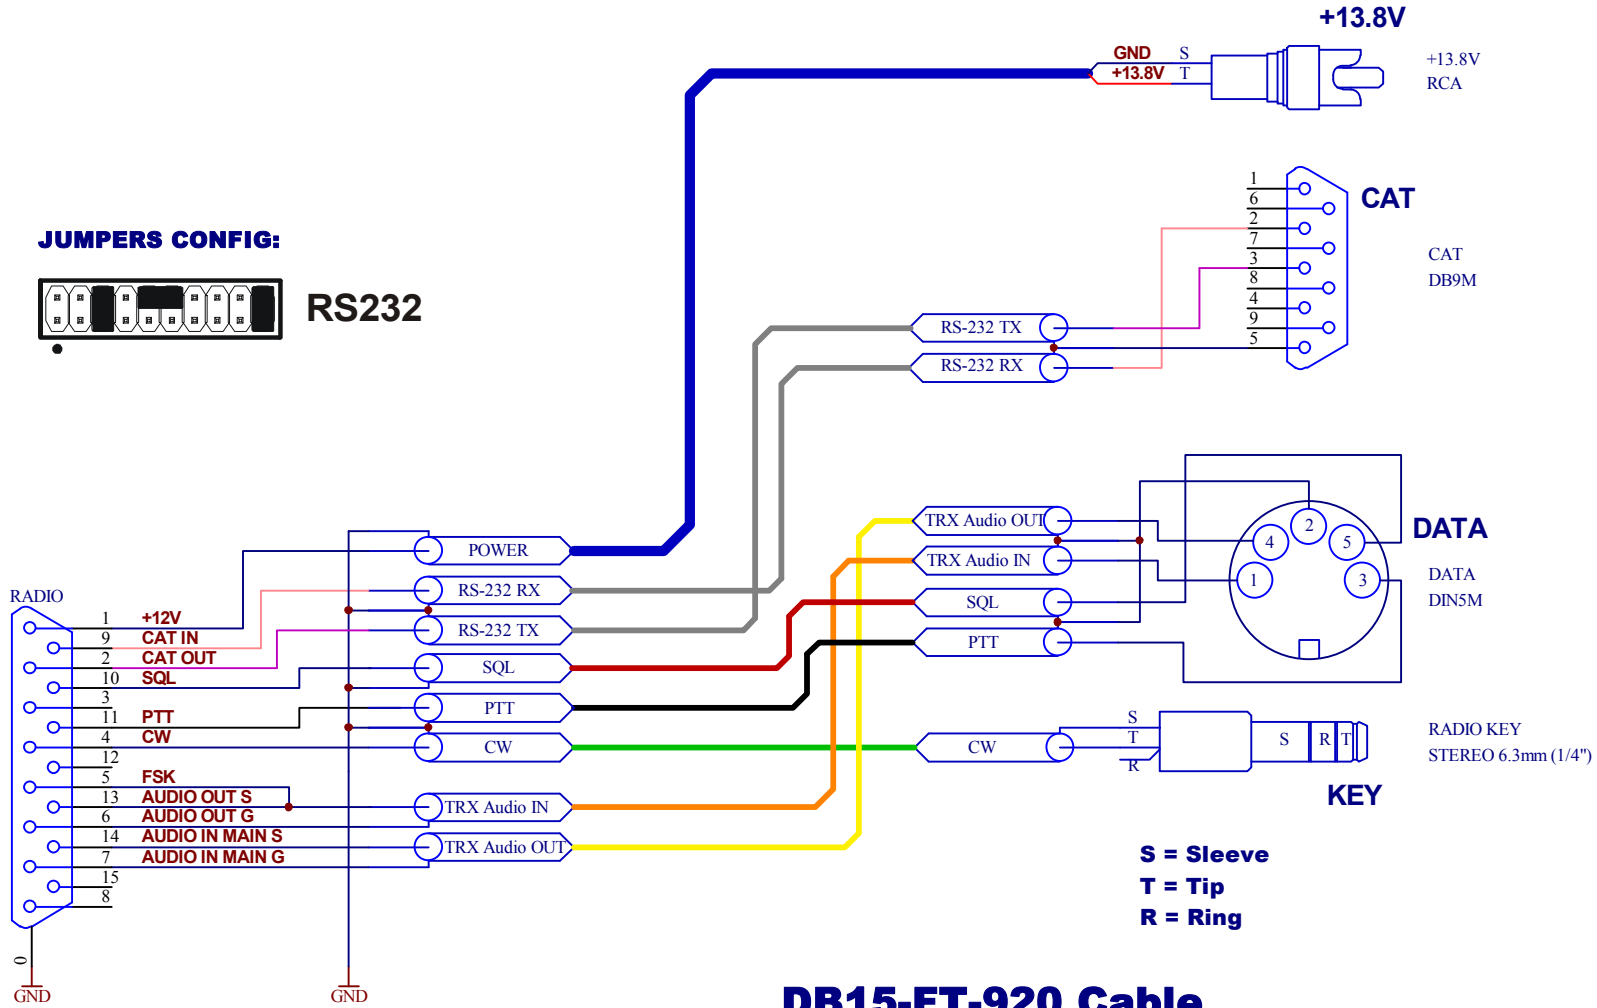 +13.8V
GND S
+13.8V T
+13.8V
RCA
1
6
2
7
3
8
4
9
5
CAT
CAT
DB9M
JUMPERS CONFIG:
RS232
RS-232 TX
RS-232 RX
TRX Audio OUT
TRX Audio IN
SQL
PTT
2
4
5
1
3
DATA
DATA
DIN5M
POWER
RS-232 RX
RS-232 TX
SQL
PTT
CW
TRX Audio IN
TRX Audio OUT
RADIO
1 +12V
9 CAT IN
2 CAT OUT
10 SQL
3
11 PTT
4 CW
12
5 FSK
13 AUDIO OUT S
6 AUDIO OUT G
14 AUDIO IN MAIN S
7 AUDIO IN MAIN G
15
8
0
GND
GND
CW
S
T
R
S R T
RADIO KEY
STEREO 6.3mm (1/4")
KEY
S = Sleeve
T = Tip
R = Ring
DB15-FT-920 Cable